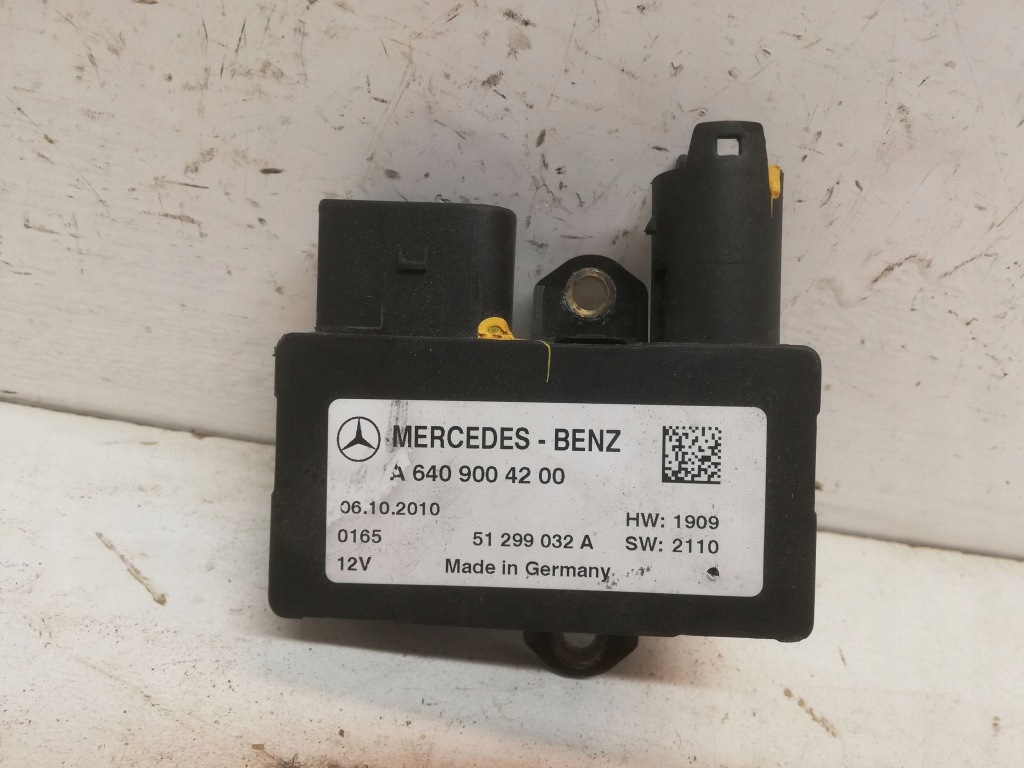 MERCEDES - BENZ
A 640 900 42 00
06.10.2010
HW: 1909
0165 51 299 032 A SW: 2110
12V Made in Germany